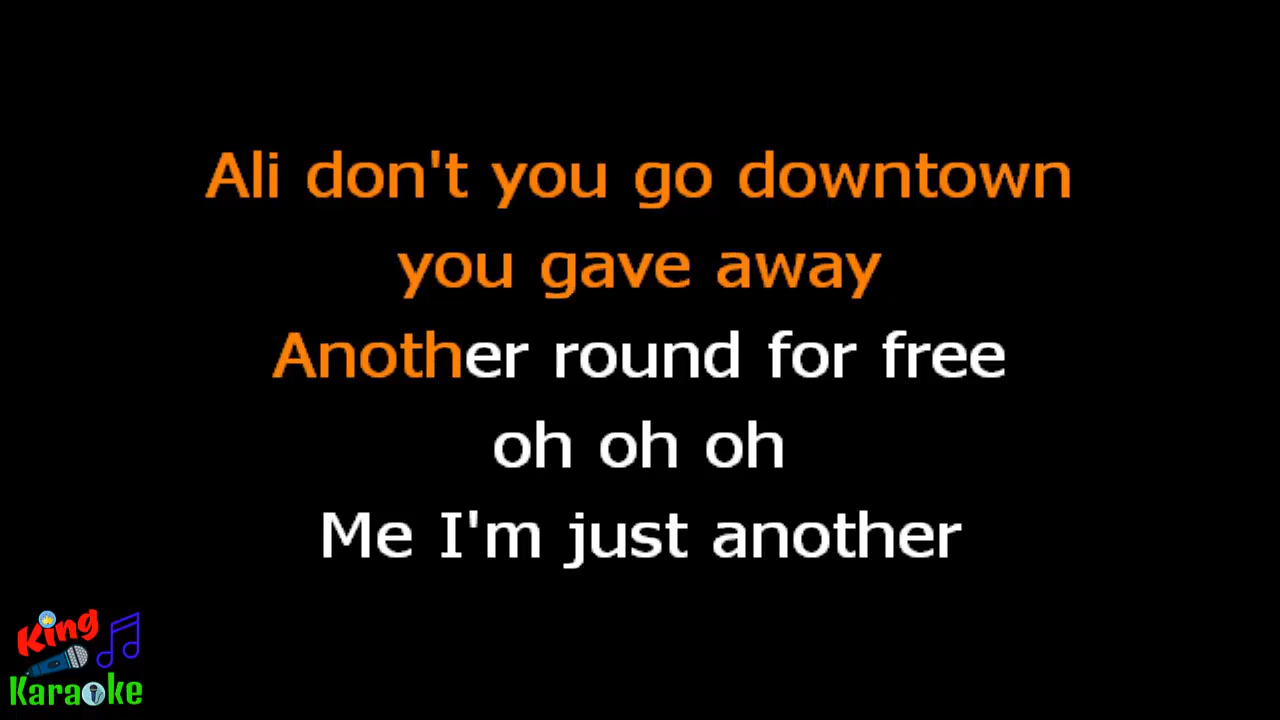 Ali don't you go downtown
you gave away
Another round for free
oh oh oh
Me I'm just another
King
Karaoke